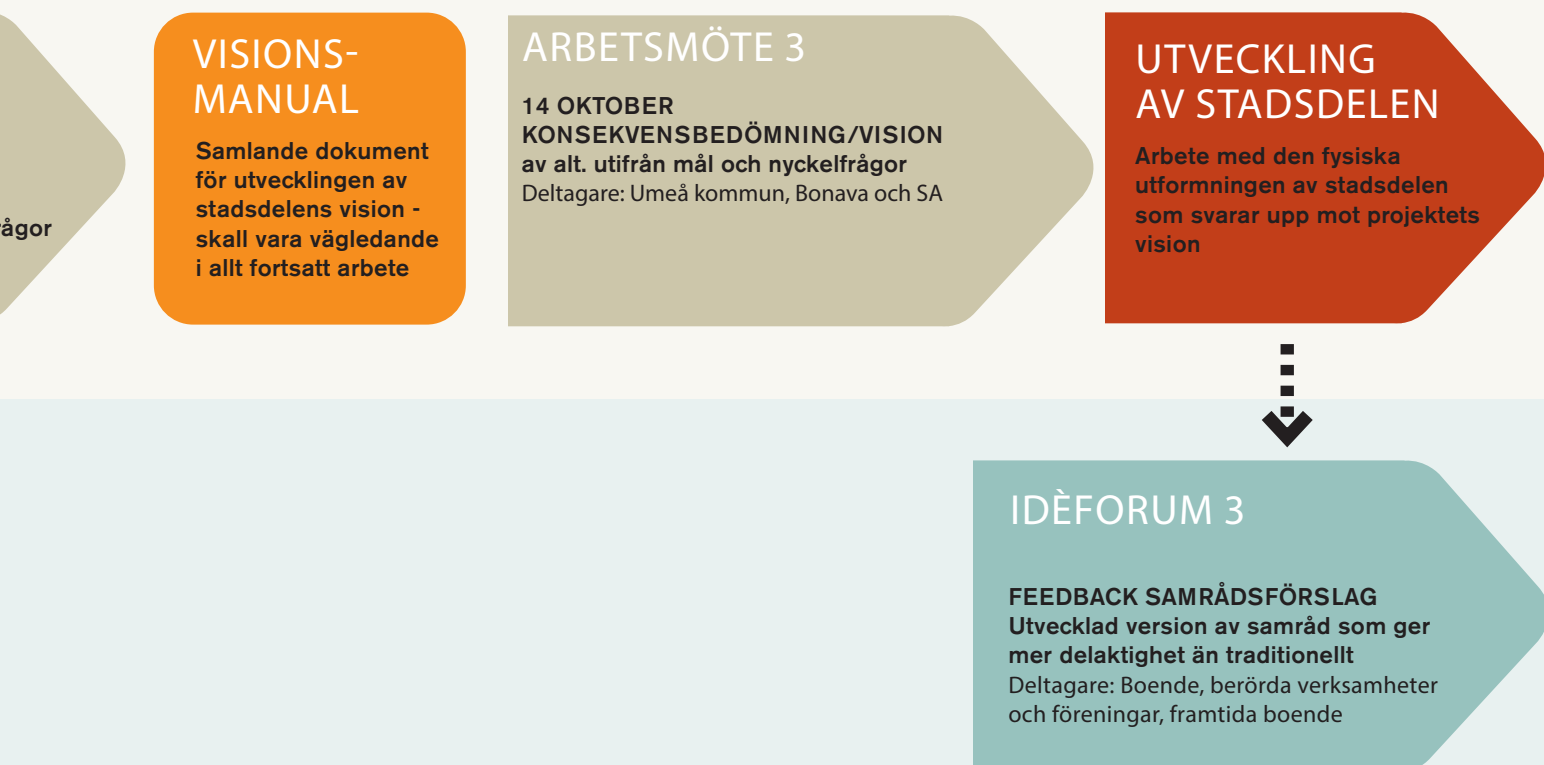 ågor
VISIONS-
MANUAL
Samlande dokument
för utvecklingen av
stadsdelens vision -
skall vara vägledande
i allt fortsatt arbete
ARBETSMÖTE 3
14 OKTOBER
KONSEKVENSBEDÖMNING/VISION
av alt. utifrån mål och nyckelfrågor
Deltagare: Umeå kommun, Bonava och SA
UTVECKLING
AV STADSDELEN
Arbete med den fysiska
utformningen av stadsdelen
som svarar upp mot projektets
vision
IDÈFORUM 3
FEEDBACK SAMRÅDSFÖRSLAG
Utvecklad version av samråd som ger
mer delaktighet än traditionellt
Deltagare: Boende, berörda verksamheter
och föreningar, framtida boende